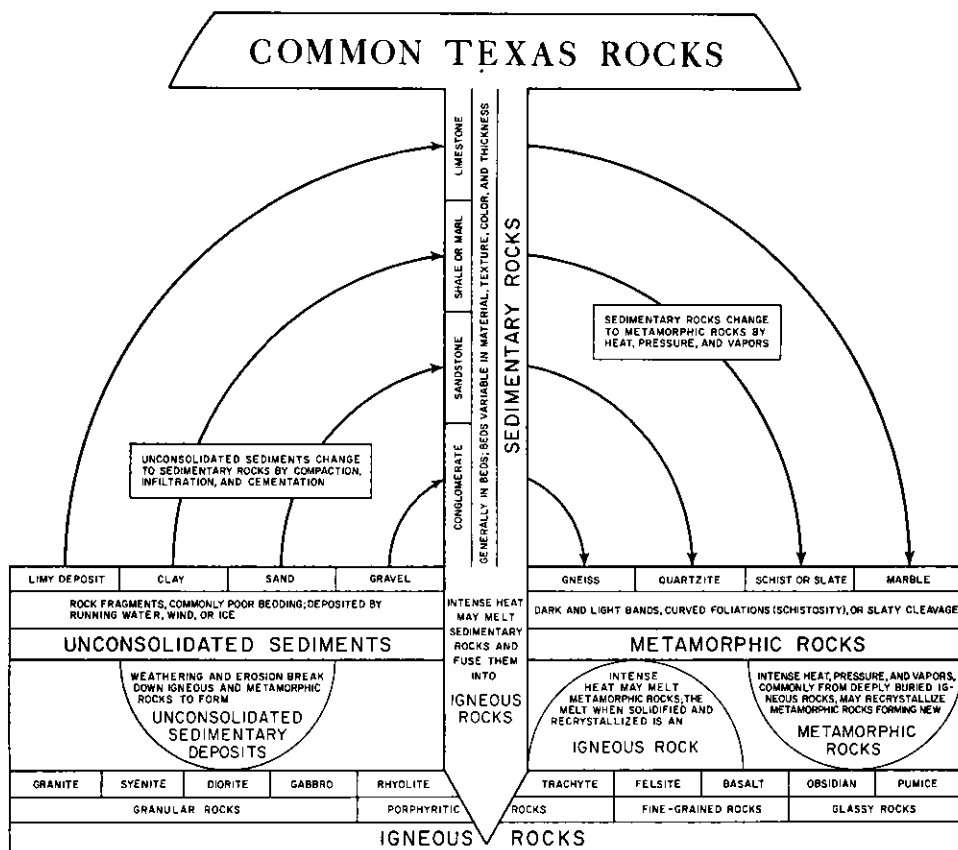 COMMON TEXAS ROCKS
LIMESTONE
SHALE OR MARL
SANDSTONE
CONGLOMERATE
GENERALLY IN BEDS; BEDS VARIABLE IN MATERIAL, TEXTURE, COLOR, AND THICKNESS
SEDIMENTARY ROCKS
UNCONSOLIDATED SEDIMENTS CHANGE
TO SEDIMENTARY ROCKS BY COMPACTION,
INFILTRATION, AND CEMENTATION
SEDIMENTARY ROCKS CHANGE
TO METAMORPHIC ROCKS BY
HEAT, PRESSURE, AND VAPORS
LIMY DEPOSIT
CLAY
SAND
GRAVEL
ROCK FRAGMENTS, COMMONLY POOR BEDDING; DEPOSITED BY
RUNNING WATER, WIND, OR ICE
UNCONSOLIDATED SEDIMENTS
WEATHERING AND EROSION BREAK
DOWN IGNEOUS AND METAMORPHIC
ROCKS TO FORM
UNCONSOLIDATED
SEDIMENTARY
DEPOSITS
INTENSE HEAT
MAY MELT
SEDIMENTARY
ROCKS AND
FUSE THEM
INTO
IGNEOUS
ROCKS
GNEISS
QUARTZITE
SCHIST OR SLATE
MARBLE
DARK AND LIGHT BANDS, CURVED FOLIATIONS (SCHISTOSITY), OR SLATY CLEAVAGE
METAMORPHIC ROCKS
INTENSE
HEAT MAY MELT
METAMORPHIC ROCKS; THE
MELT WHEN SOLIDIFIED AND
RECRYSTALLIZED IS AN
IGNEOUS ROCK
INTENSE HEAT, PRESSURE, AND VAPORS,
COMMONLY FROM DEEPLY BURIED IG-
NEOUS ROCKS, MAY RECRYSTALLIZE
METAMORPHIC ROCKS FORMING NEW
METAMORPHIC
ROCKS
GRANITE
SYENITE
DIORITE
GABBRO
RHYOLITE
TRACHYTE
FELSITE
BASALT
OBSIDIAN
PUMICE
GRANULAR ROCKS
PORPHYRITIC ROCKS
FINE-GRAINED ROCKS
GLASSY ROCKS
IGNEOUS ROCKS